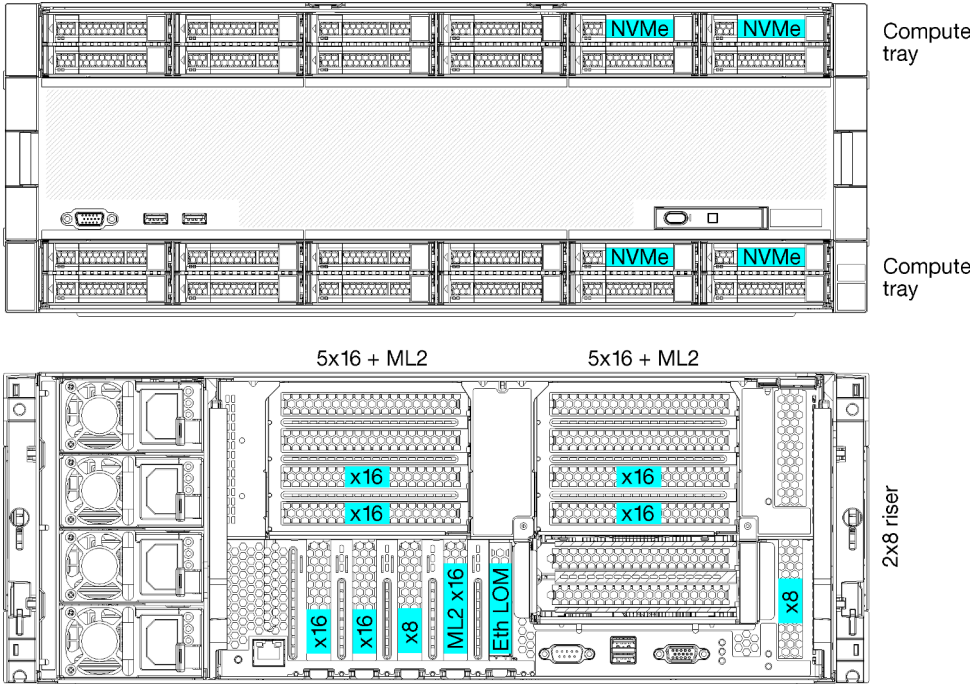 NVMe NVMe
Compute
tray
NVMe NVMe
Compute
tray
5x16 + ML2 5x16 + ML2
x16 x16
x16 x16
x16 x16 x8 ML2 x16 Eth LOM x8
2x8 riser